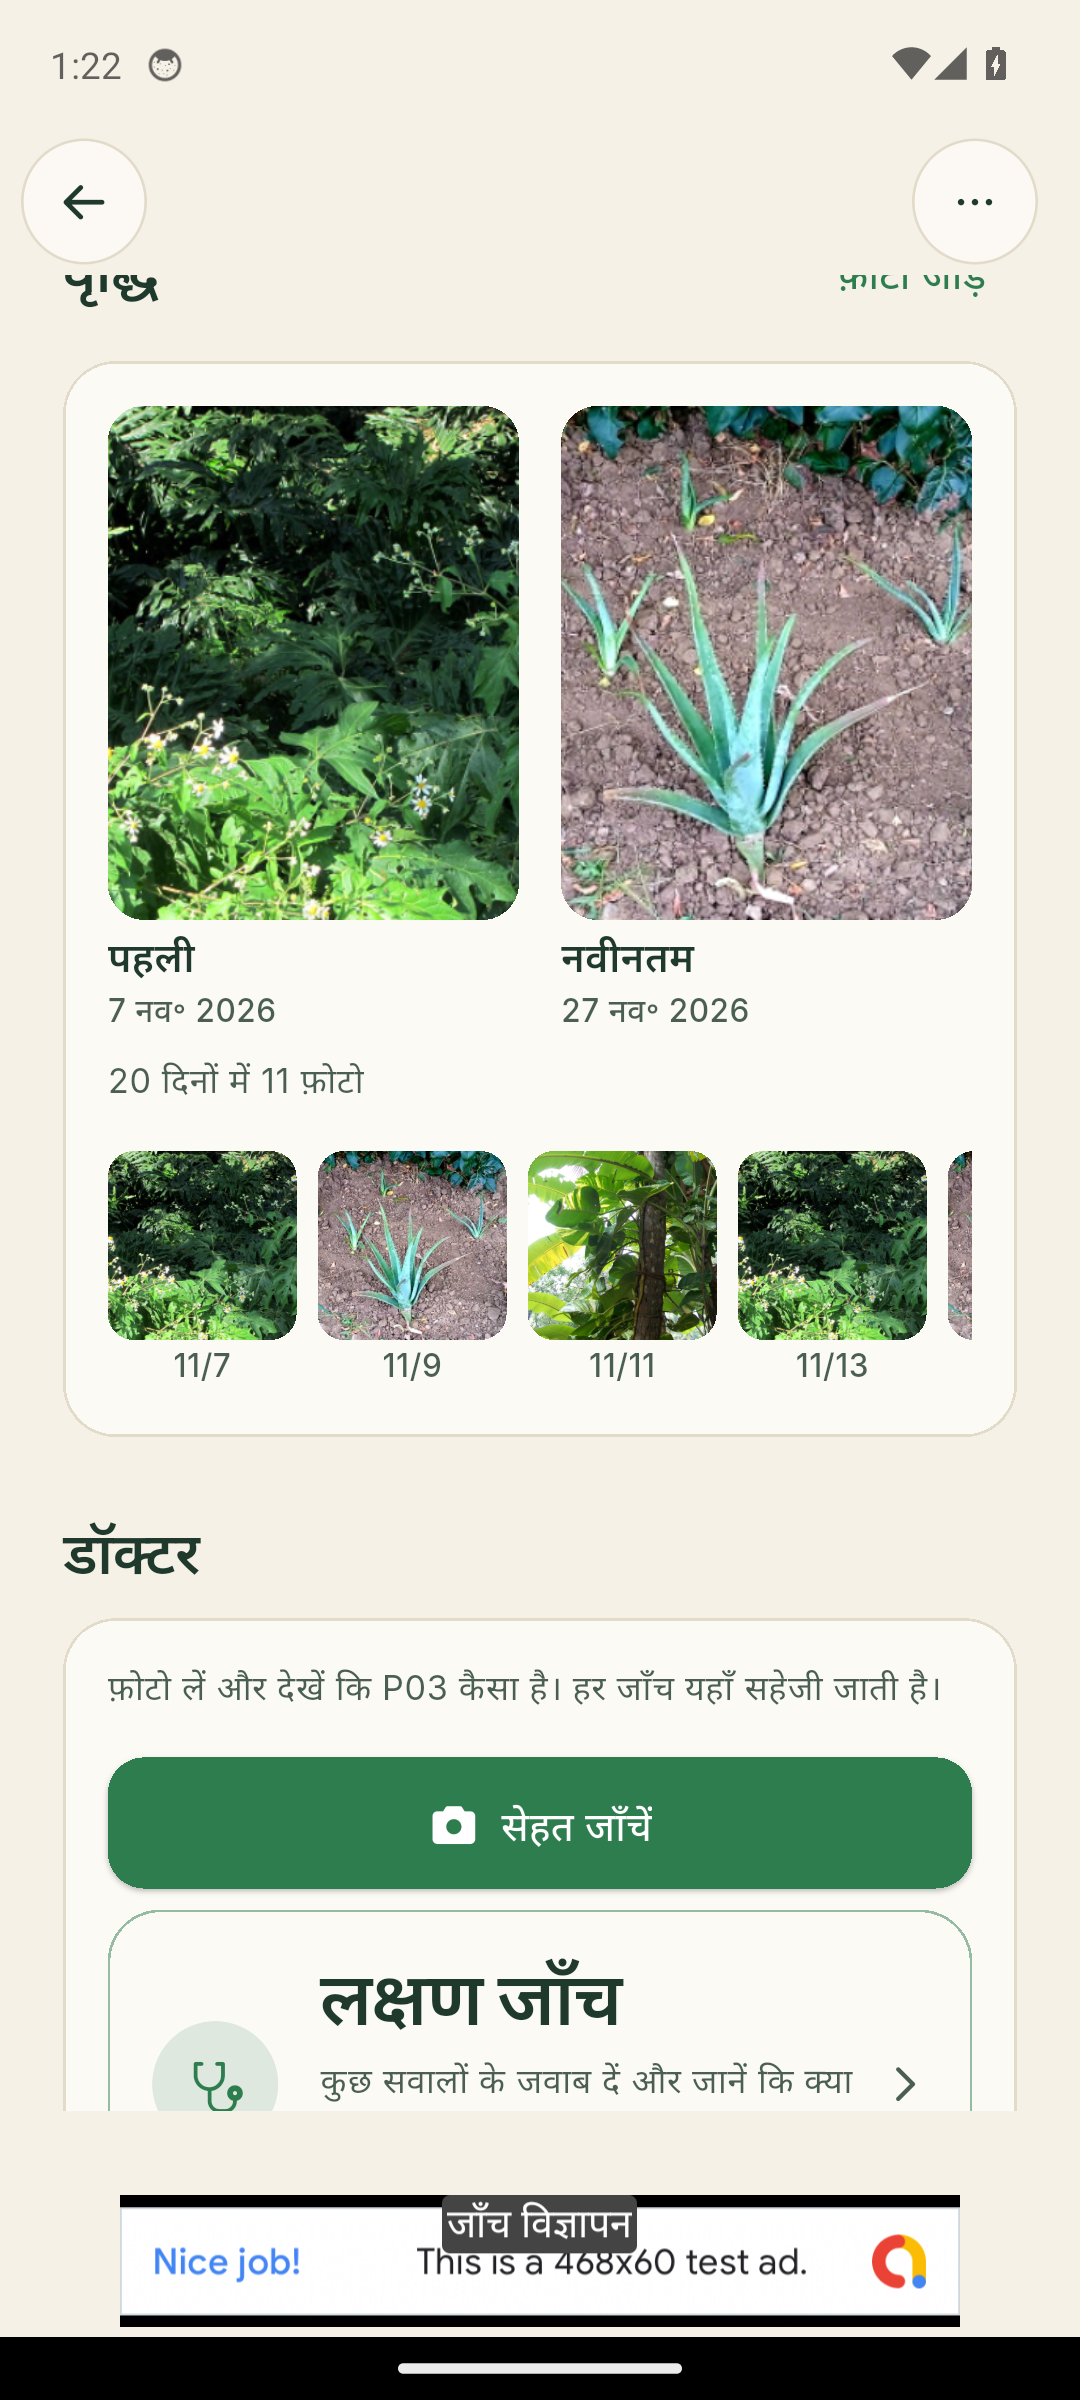 1:22
वृद्धि
फ़ोटो जोड़ें
पहली
नवीनतम
7 नव॰ 2026
27 नव॰ 2026
20 दिनों में 11 फ़ोटो
11/7
11/9
11/11
11/13
डॉक्टर
फ़ोटो लें और देखें कि P03 कैसा है। हर जाँच यहाँ सहेजी जाती है।
सेहत जाँचें
लक्षण जाँच
कुछ सवालों के जवाब दें और जानें कि क्या
जाँच विज्ञापन
Nice job!
This is a 468x60 test ad.